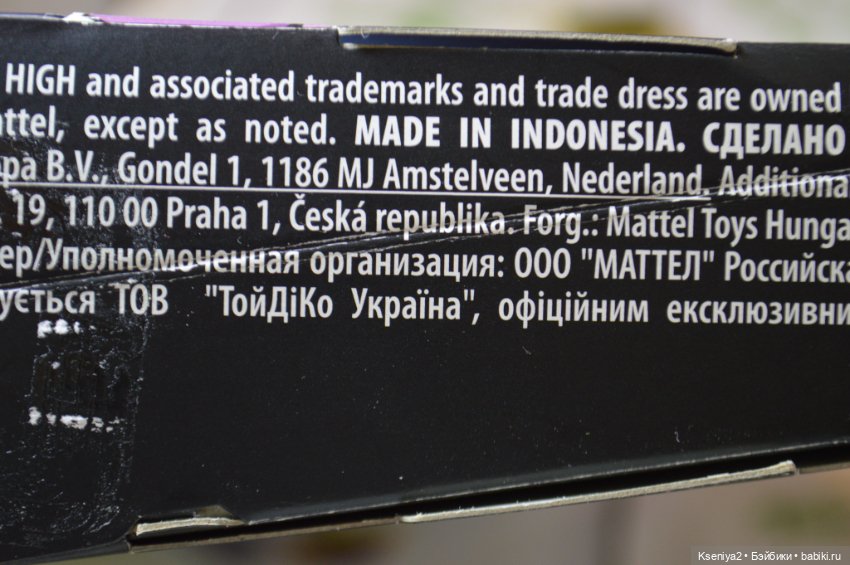 HIGH and associated trademarks and trade dress are owned
attel, except as noted. MADE IN INDONESIA. СДЕЛАНО
pa B.V., Gondel 1, 1186 MJ Amstelveen, Nederland. Additiona
19, 110 00 Praha 1, Česká republika. Forg.: Mattel Toys Hunga
ер/Уполномоченная организация: ООО "МАТТЕЛ" Российска
ується ТОВ "ТойДіКо Україна", офіційним ексклюзивни
Kseniya2 • Бэйбики • babiki.ru